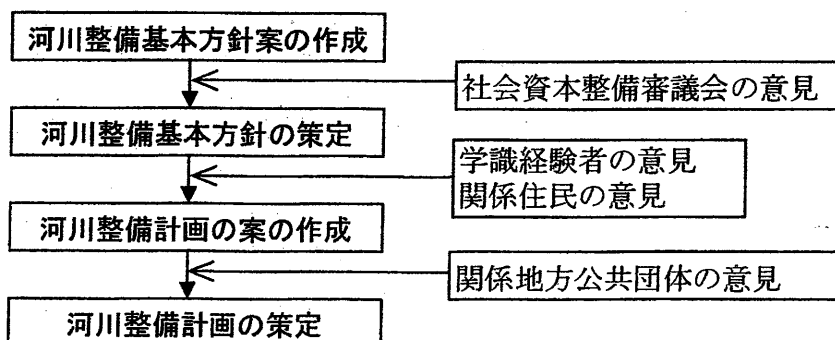 河川整備基本方針案の作成
社会資本整備審議会の意見
河川整備基本方針の策定
学識経験者の意見
関係住民の意見
河川整備計画の案の作成
関係地方公共団体の意見
河川整備計画の策定